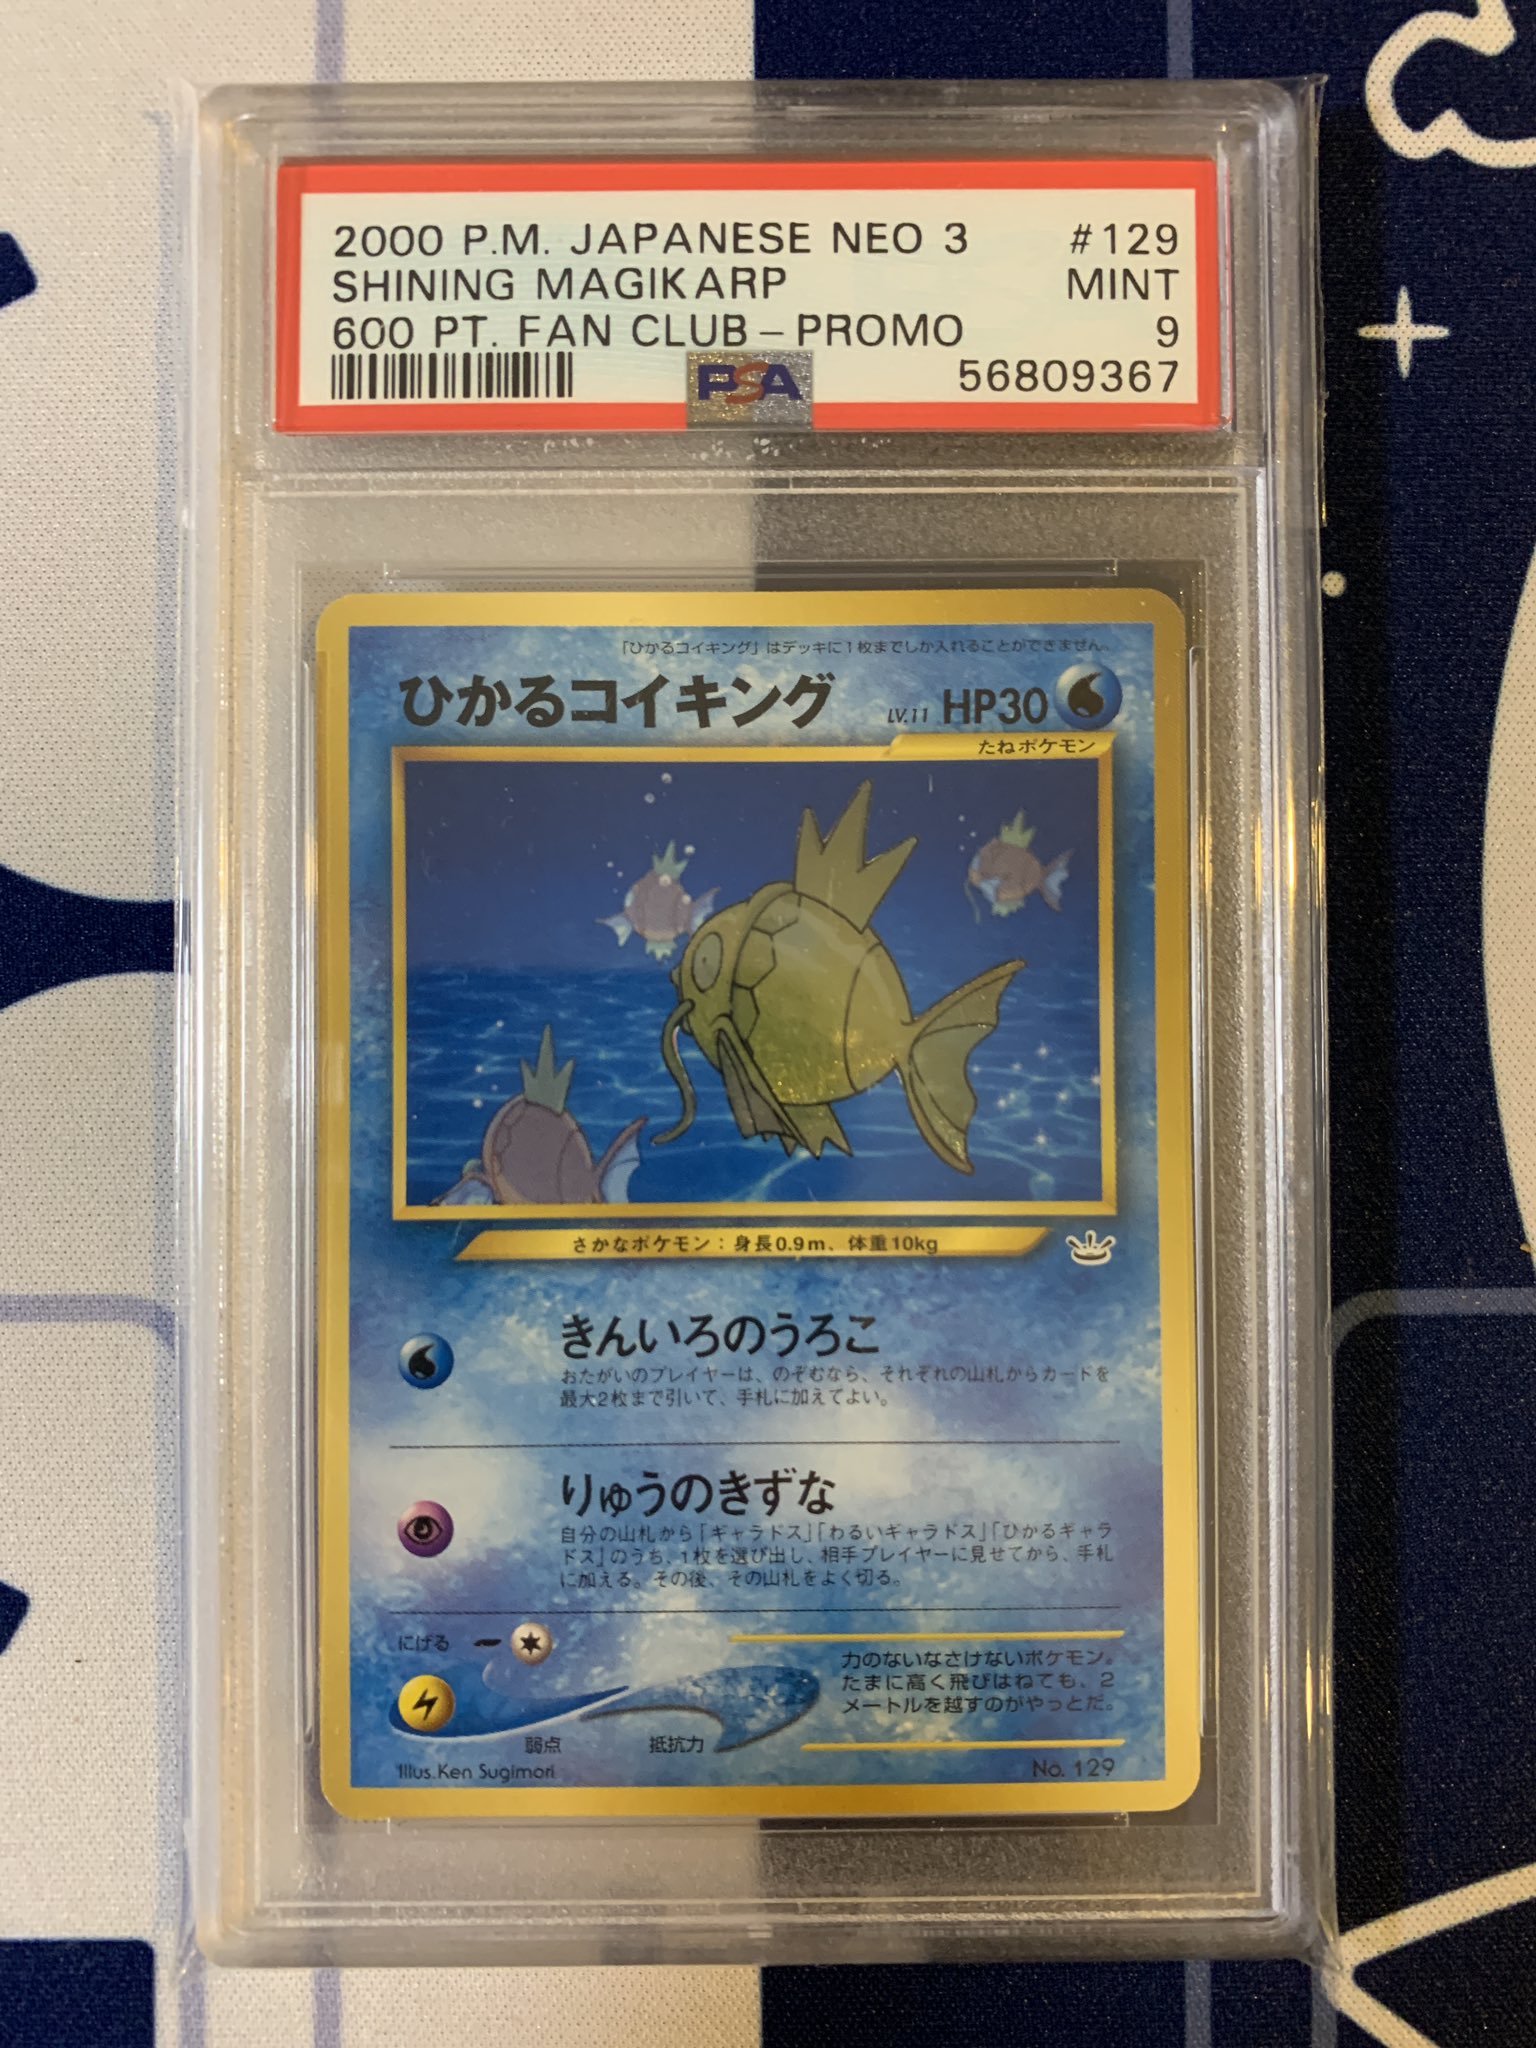 2000 P.M. JAPANESE NEO 3 #129
SHINING MAGIKARP MINT
600 PT. FAN CLUB – PROMO 9
PSA 56809367
「ひかるコイキング」はデッキに1枚までしか入れることができません。
ひかるコイキング LV.11 HP30
たねポケモン
さかなポケモン：身長0.9m、体重10kg
きんいろのうろこ
おたがいのプレイヤーは、のぞむなら、それぞれの山札からカードを
最大2枚まで引いて、手札に加えてよい。
りゅうのきずな
自分の山札から「ギャラドス」「わるいギャラドス」「ひかるギャラ
ドス」のうち、1枚を選び出し、相手プレイヤーに見せてから、手札
に加える。その後、その山札をよく切る。
にげる
力のないなさけないポケモン。
たまに高く飛びはねても、2
メートルを越すのがやっとだ。
弱点 抵抗力
Illus.Ken Sugimori No. 129